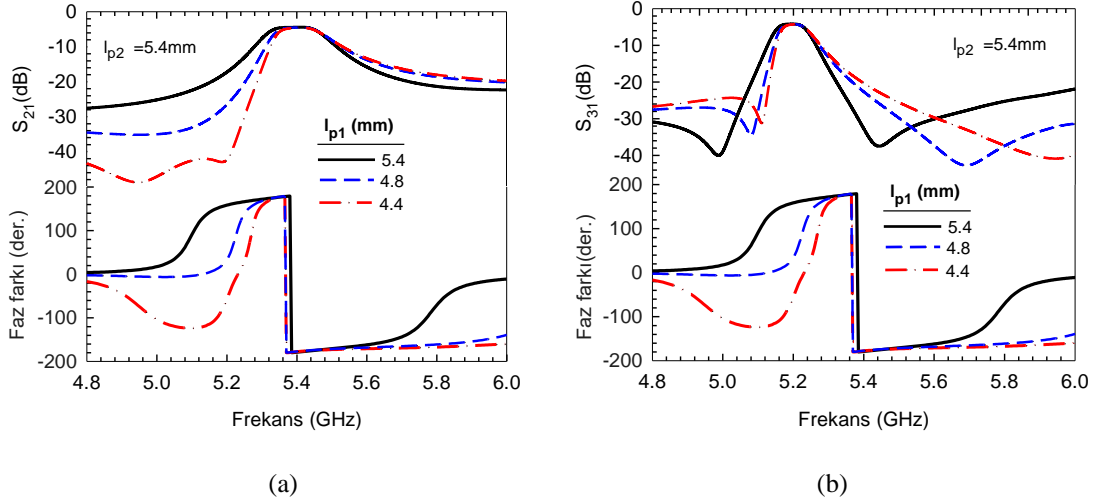 0
-10
-20
-30
-40
200
100
0
-100
-200
S21(dB)
Faz farkı (der.)
lp2 =5.4mm
lp1 (mm)
5.4
4.8
4.4
4.8 5.0 5.2 5.4 5.6 5.8 6.0
Frekans (GHz)
(a)
0
-10
-20
-30
-40
200
100
0
-100
-200
S31(dB)
Faz farkı(der.)
lp2 =5.4mm
lp1 (mm)
5.4
4.8
4.4
4.8 5.0 5.2 5.4 5.6 5.8 6.0
Frekans (GHz)
(b)